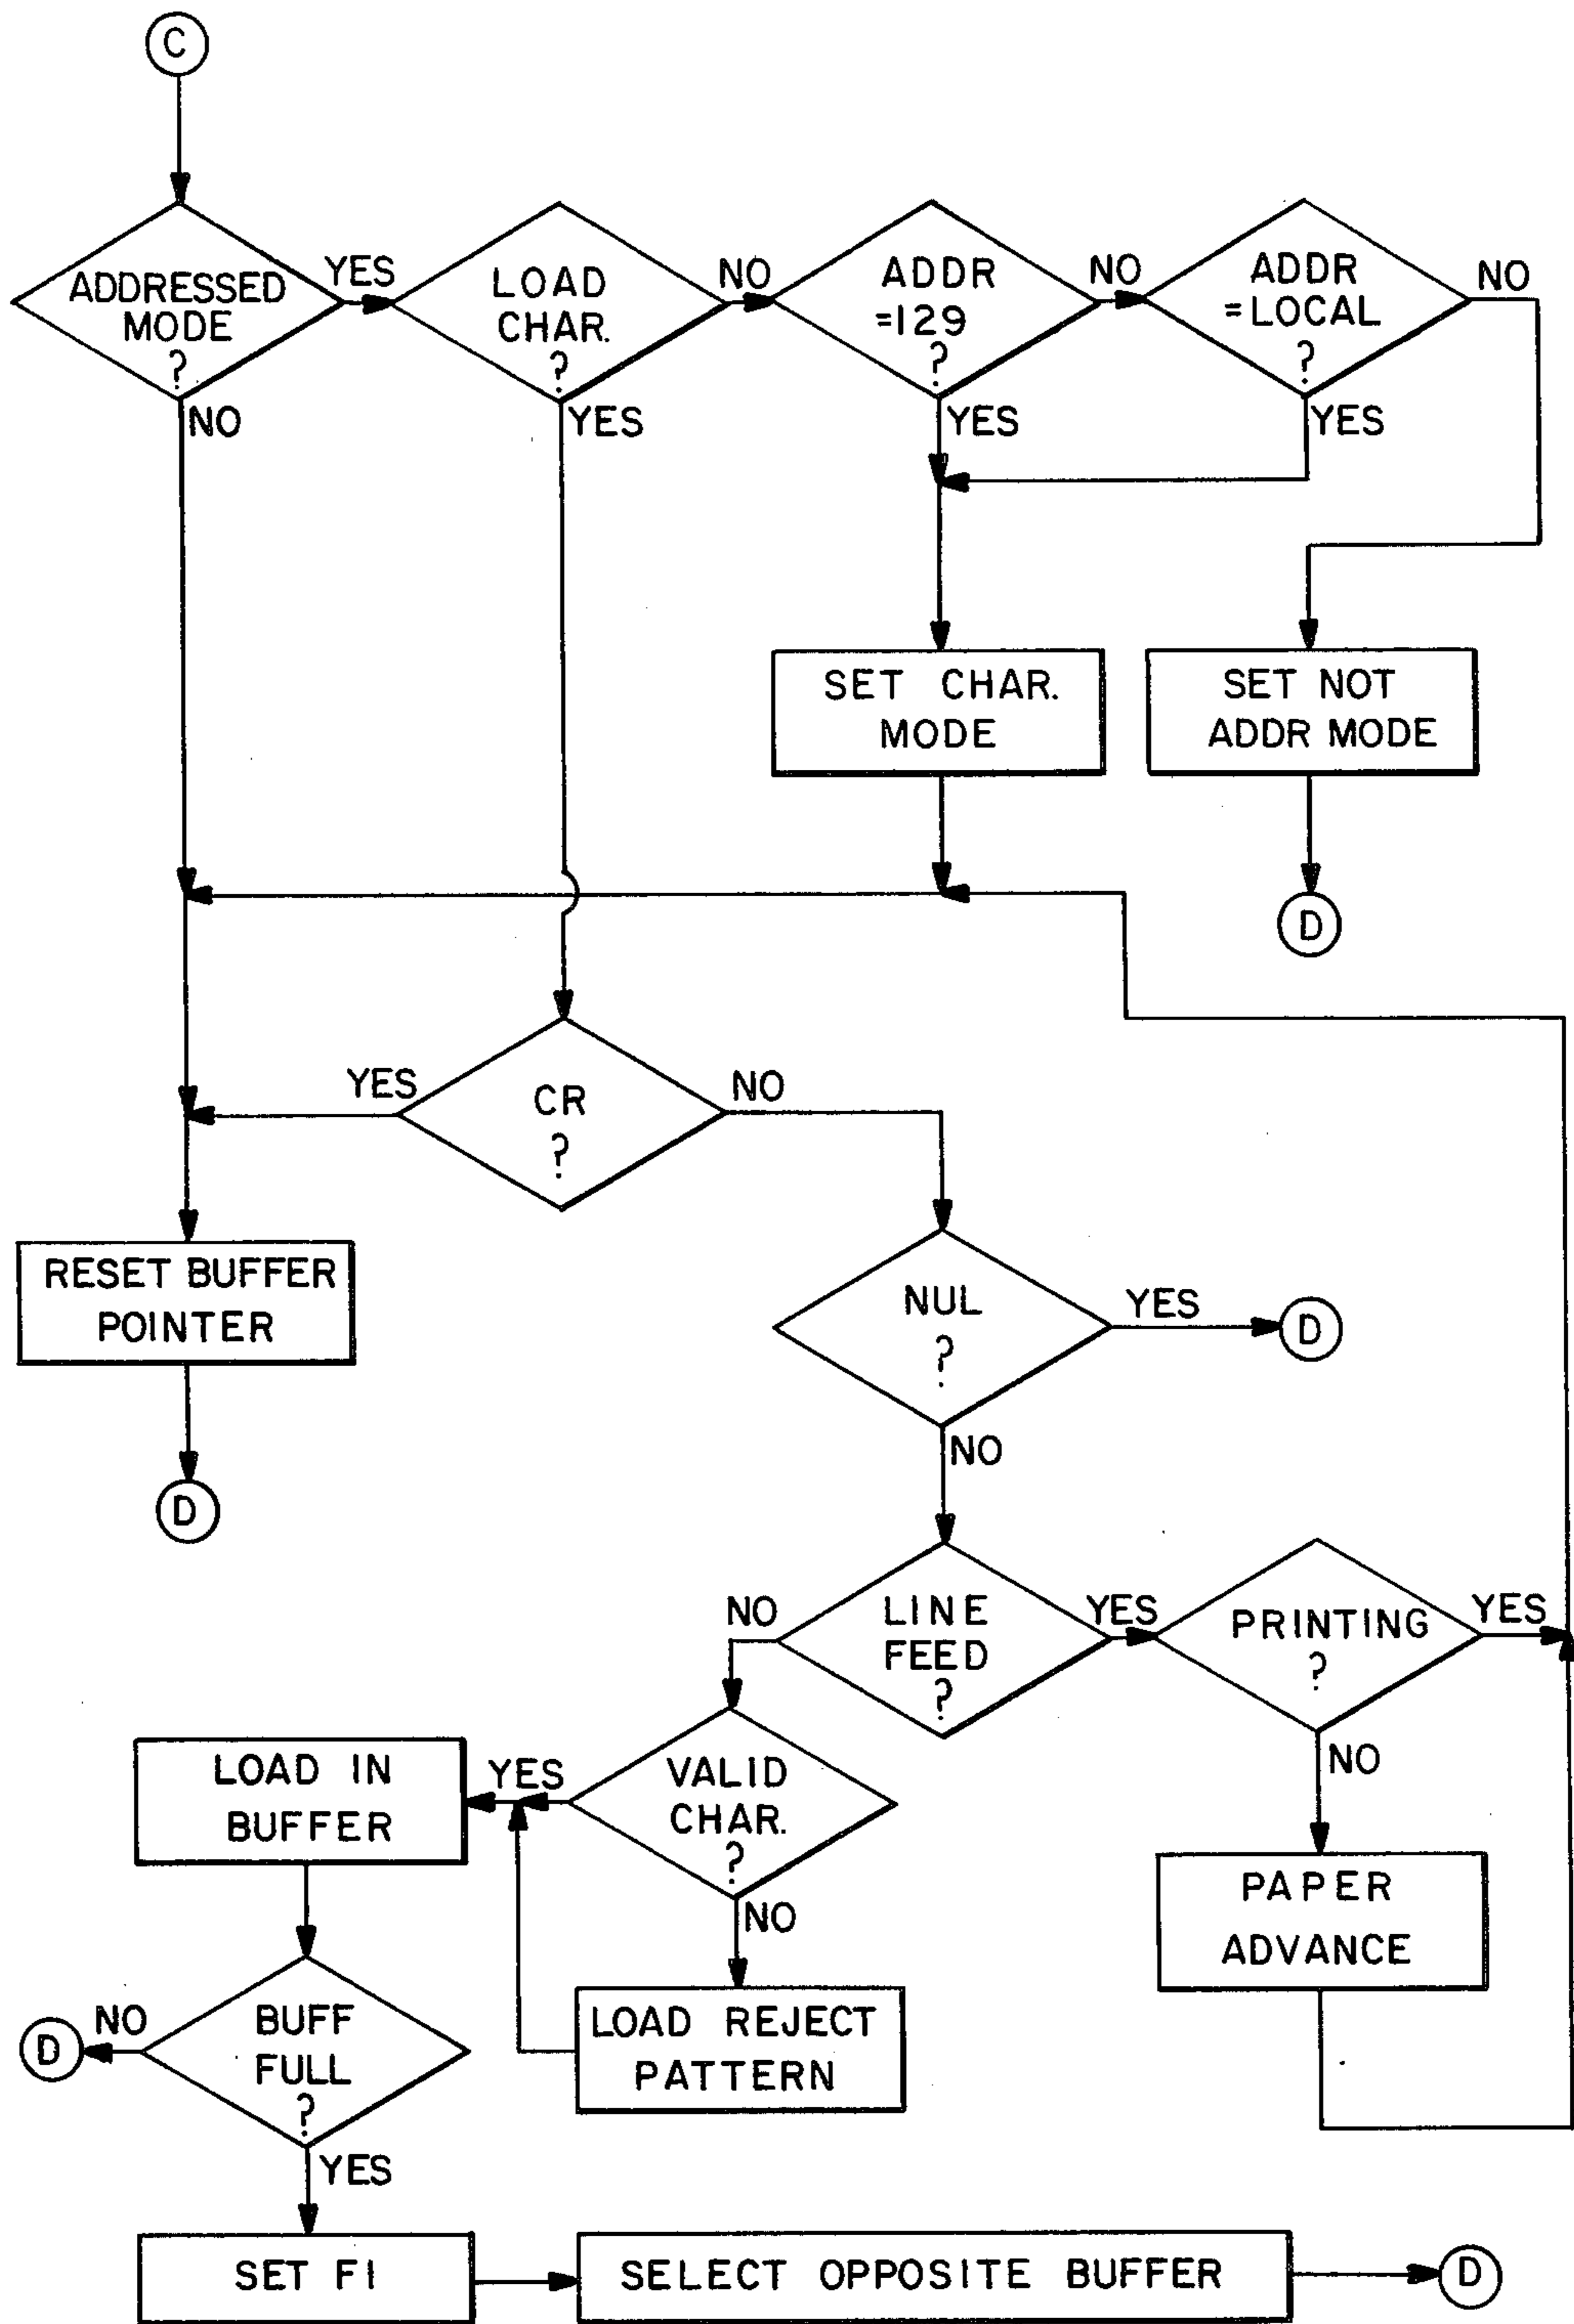 C
ADDRESSED
MODE
?
YES
NO
LOAD
CHAR.
?
NO
YES
ADDR
=129
?
NO
YES
ADDR
=LOCAL
?
NO
YES
SET CHAR.
MODE
SET NOT
ADDR MODE
D
CR
?
YES
NO
RESET BUFFER
POINTER
D
NUL
?
YES
D
NO
LINE
FEED
?
NO
YES
PRINTING
?
YES
NO
PAPER
ADVANCE
VALID
CHAR.
?
YES
NO
LOAD IN
BUFFER
LOAD REJECT
PATTERN
BUFF
FULL
?
NO
D
YES
SET F1
SELECT OPPOSITE BUFFER
D